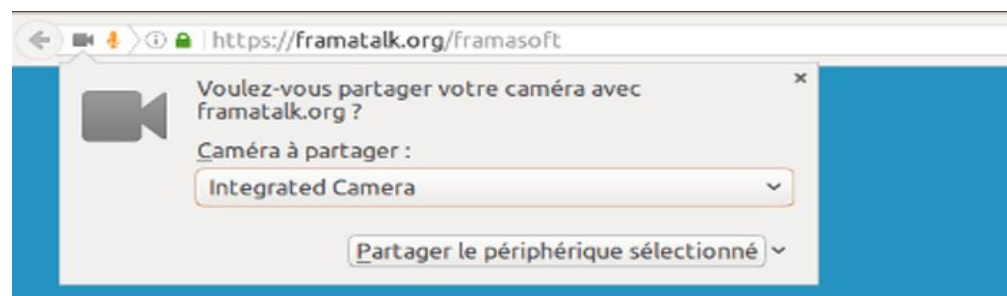 https://framatalk.org/framasoft
Voulez-vous partager votre caméra avec
framatalk.org ?
Caméra à partager :
Integrated Camera
Partager le périphérique sélectionné